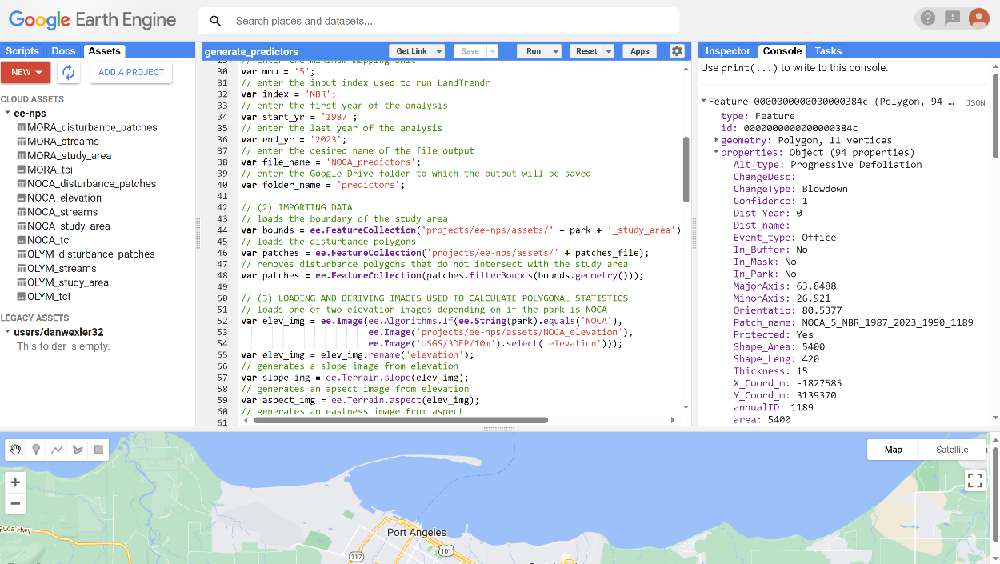 Google Earth Engine
Search places and datasets...
Scripts Docs Assets
NEW
ADD A PROJECT
CLOUD ASSETS
ee-nps
MORA_disturbance_patches
MORA_streams
MORA_study_area
MORA_tci
NOCA_disturbance_patches
NOCA_elevation
NOCA_streams
NOCA_study_area
NOCA_tci
OLYM_disturbance_patches
OLYM_streams
OLYM_study_area
OLYM_tci
LEGACY ASSETS
users/danwexler32
This folder is empty.
generate_predictors
Get Link Save Run Reset Apps
29 // enter the minimum mapping unit
30 var mmu = '5';
31 // enter the input index used to run LandTrendr
32 var index = 'NBR';
33 // enter the first year of the analysis
34 var start_yr = '1987';
35 // enter the last year of the analysis
36 var end_yr = '2023';
37 // enter the desired name of the file output
38 var file_name = 'NOCA_predictors';
39 // enter the Google Drive folder to which the output will be saved
40 var folder_name = 'predictors';
41
42 // (2) IMPORTING DATA
43 // loads the boundary of the study area
44 var bounds = ee.FeatureCollection('projects/ee-nps/assets/' + park + '_study_area')
45 // loads the disturbance polygons
46 var patches = ee.FeatureCollection('projects/ee-nps/assets/' + patches_file);
47 // removes disturbance polygons that do not intersect with the study area
48 var patches = ee.FeatureCollection(patches.filterBounds(bounds.geometry()));
49
50 // (3) LOADING AND DERIVING IMAGES USED TO CALCULATE POLYGONAL STATISTICS
51 // loads one of two elevation images depending on if the park is NOCA
52 var elev_img = ee.Image(ee.Algorithms.If(ee.String(park).equals('NOCA'),
53 ee.Image('projects/ee-nps/assets/NOCA_elevation'),
54 ee.Image('USGS/3DEP/10m').select('elevation')));
55 var elev_img = elev_img.rename('elevation');
56 // generates a slope image from elevation
57 var slope_img = ee.Terrain.slope(elev_img);
58 // generates an apsect image from elevation
59 var aspect_img = ee.Terrain.aspect(elev_img);
60 // generates an eastness image from aspect
61
Inspector Console Tasks
Use print(...) to write to this console.
Feature 0000000000000000384c (Polygon, 94 … JSON
type: Feature
id: 0000000000000000384c
geometry: Polygon, 11 vertices
properties: Object (94 properties)
Alt_type: Progressive Defoliation
ChangeDesc:
ChangeType: Blowdown
Confidence: 1
Dist_Year: 0
Dist_name:
Event_type: Office
In_Buffer: No
In_Mask: No
In_Park: No
MajorAxis: 63.8488
MinorAxis: 26.921
Orientatio: 80.5377
Patch_name: NOCA_5_NBR_1987_2023_1990_1189
Protected: Yes
Shape_Area: 5400
Shape_Leng: 420
Thickness: 15
X_Coord_m: -1827585
Y_Coord_m: 3139370
annualID: 1189
area: 5400
Map Satellite
Fuca Hwy
Port Angeles
101
117